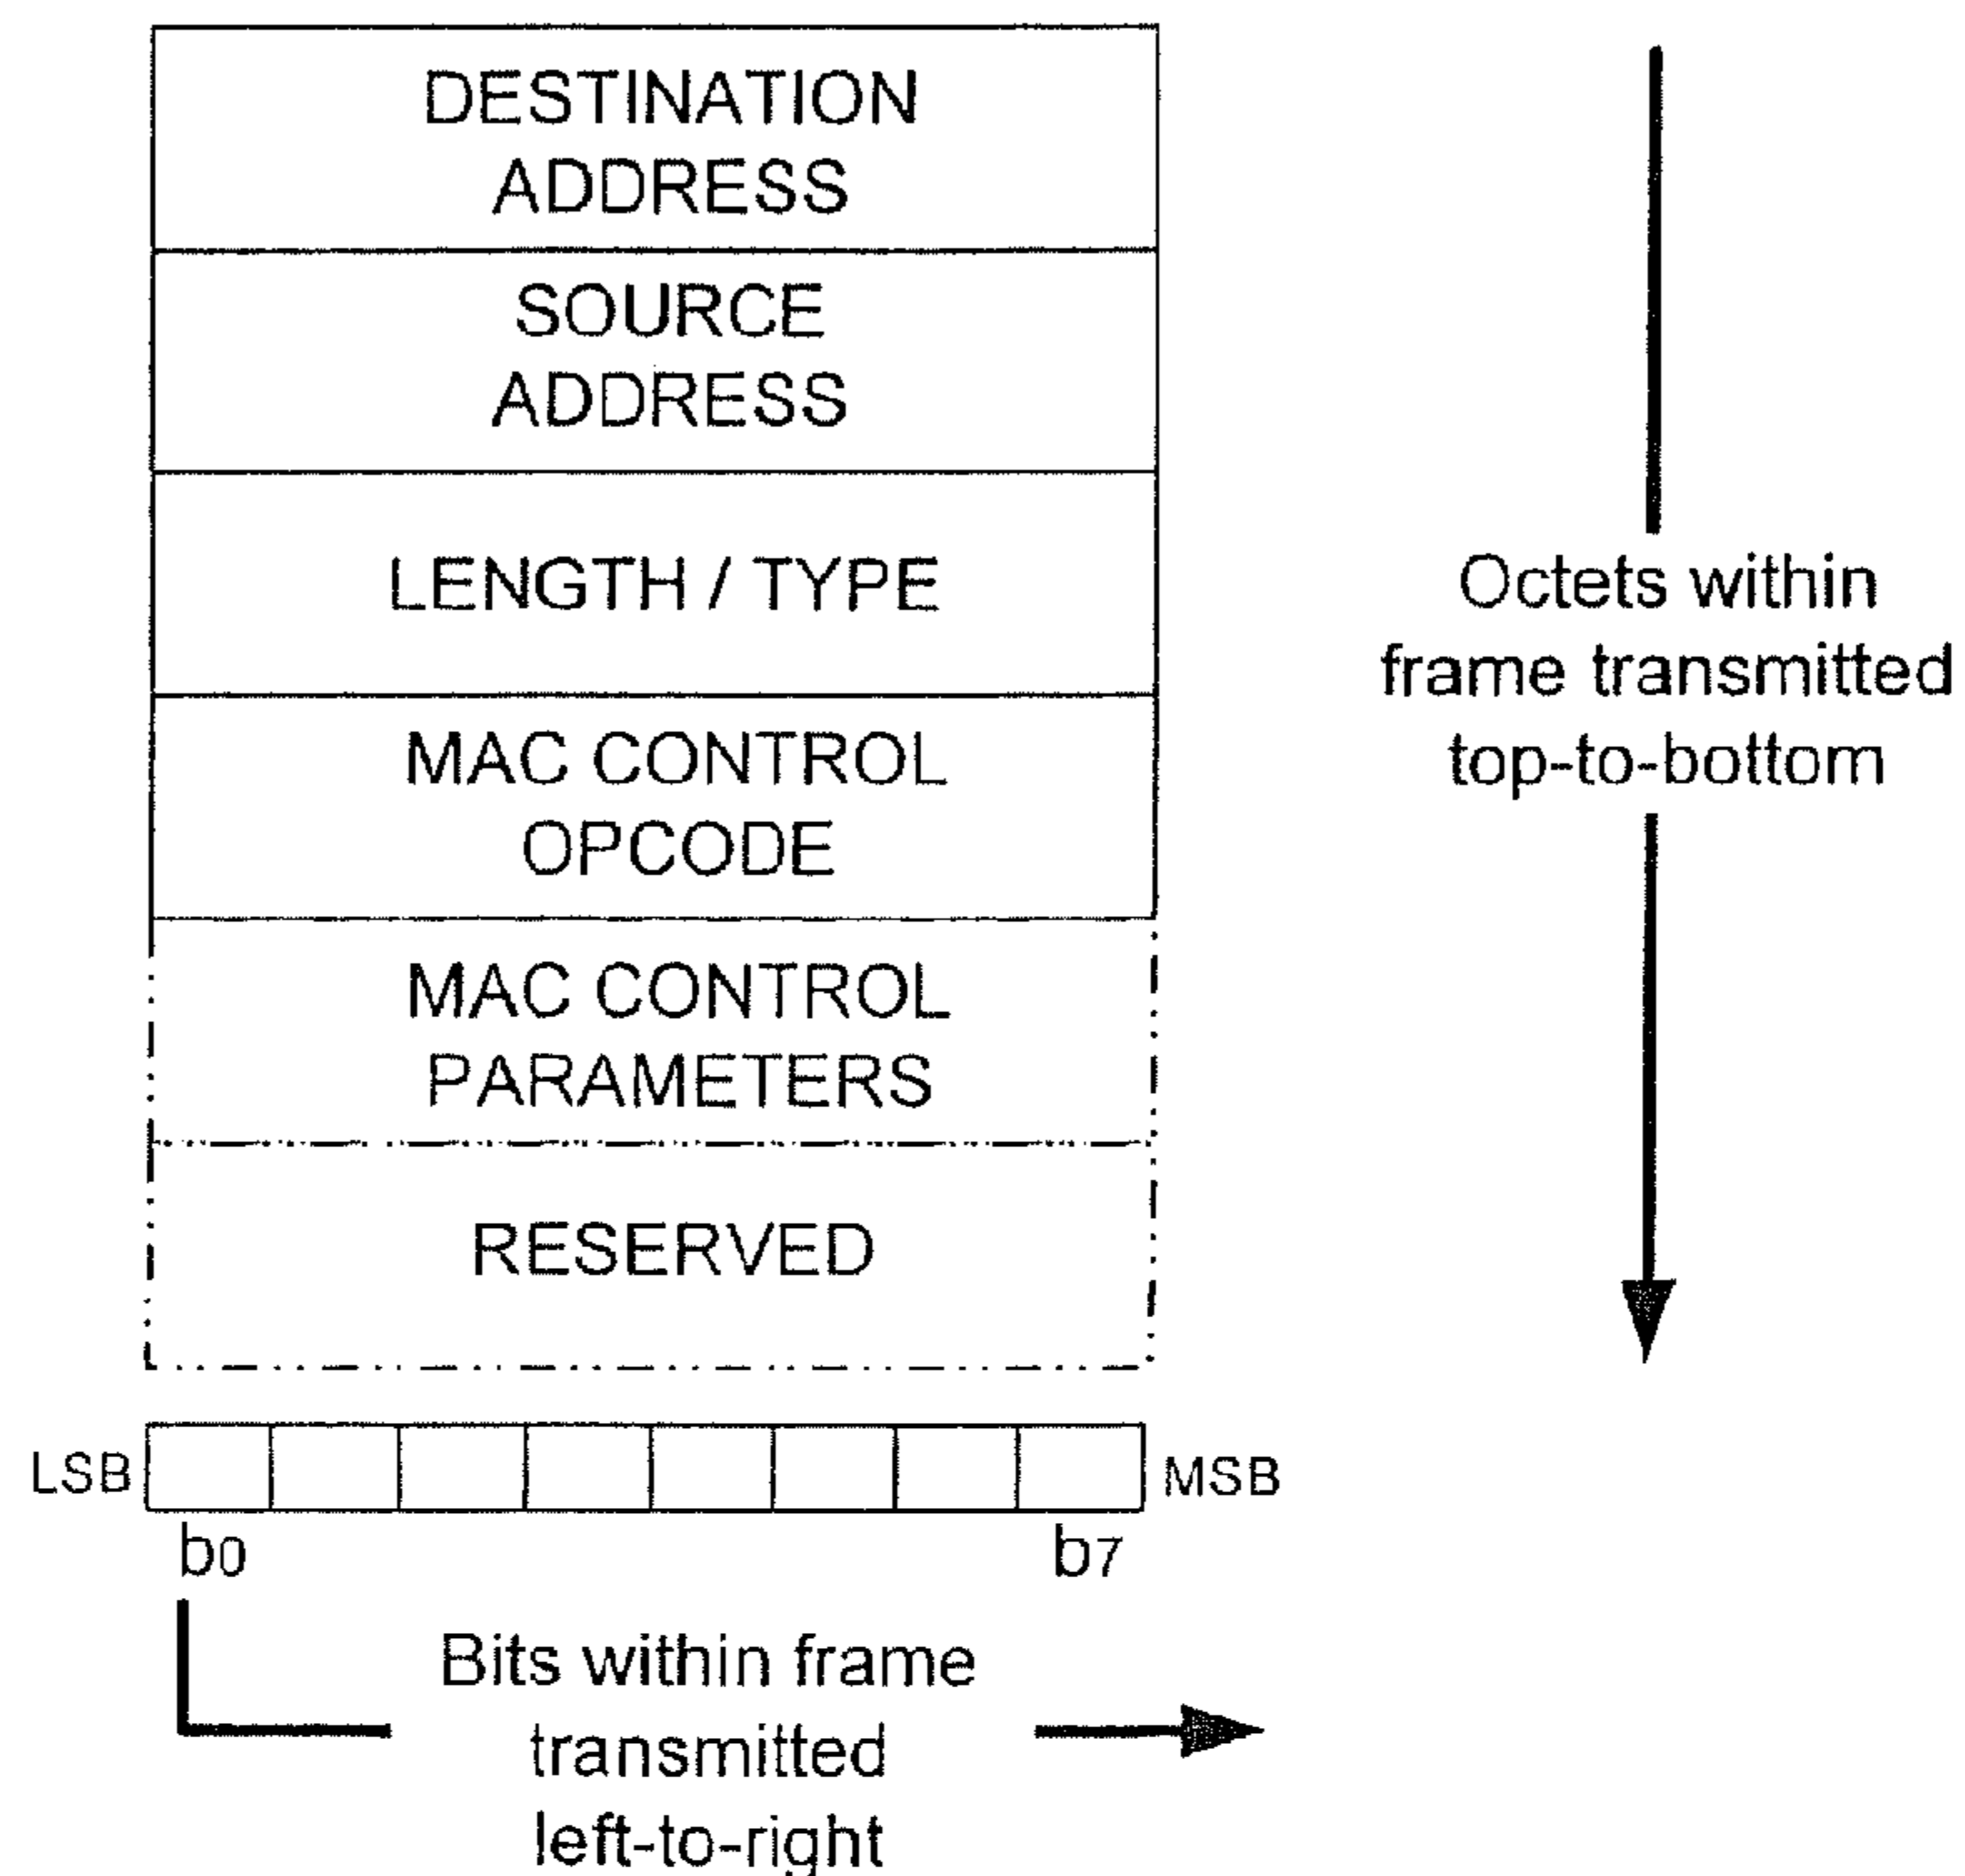 DESTINATION
ADDRESS
SOURCE
ADDRESS
LENGTH / TYPE
MAC CONTROL
OPCODE
MAC CONTROL
PARAMETERS
RESERVED
Octets within
frame transmitted
top-to-bottom
LSB
MSB
b0
b7
Bits within frame
transmitted
left-to-right